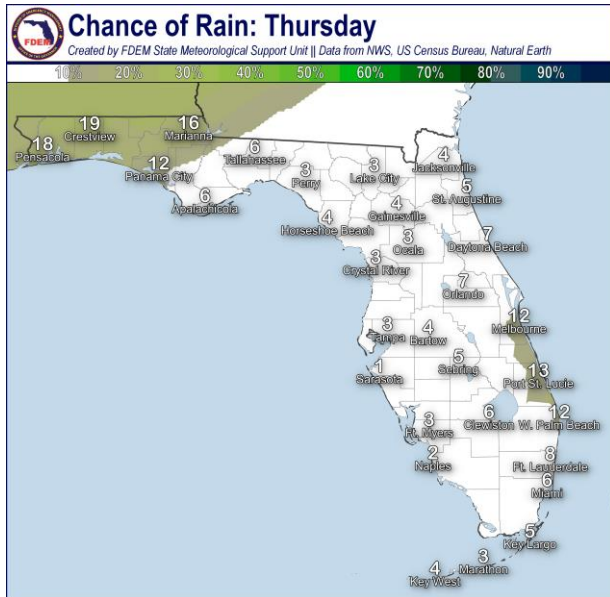 Chance of Rain: Thursday
Created by FDEM State Meteorological Support Unit || Data from NWS, US Census Bureau, Natural Earth
FDEM
10% 20% 30% 50% 60% 70% 80% 90%
19
Crestview
16
Marianna
18
Pensacola
12
Panama City
6
Tallahassee
3
Perry
3
Lake City
4
Jacksonville
6
Apalachicola
5
St. Augustine
4
Horseshoe Beach
4
Gainesville
3
Ocala
7
Daytona Beach
3
Crystal River
7
Orlando
12
Melbourne
3
Tampa
4
Bartow
5
Sebring
1
Sarasota
13
Port St. Lucie
3
Ft. Myers
6
Clewiston
12
W. Palm Beach
2
Naples
8
Ft. Lauderdale
6
Miami
5
Key Largo
3
Marathon
4
Key West